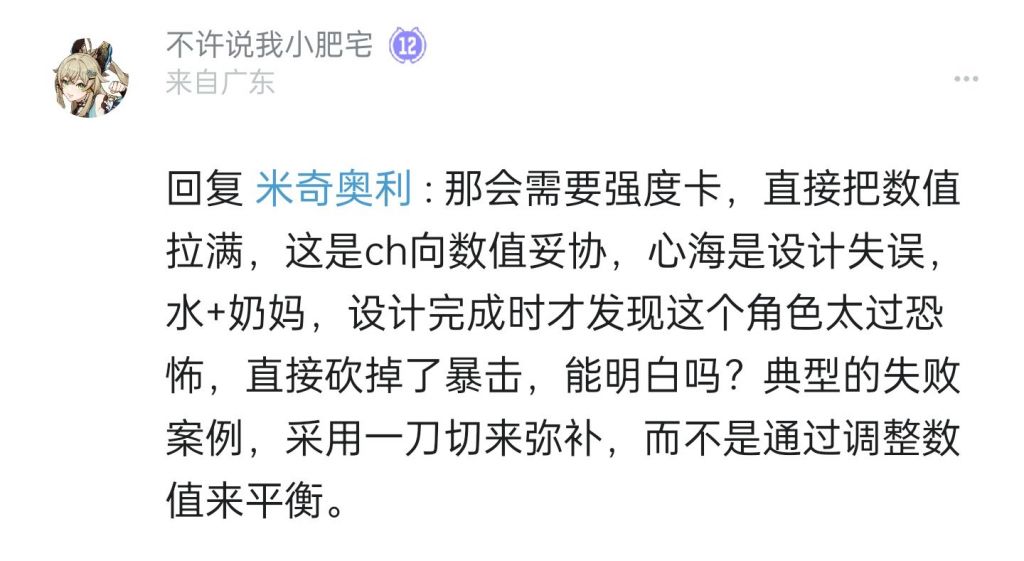 不许说我小肥宅 12
来自广东
回复 米奇奥利 : 那会需要强度卡，直接把数值
拉满，这是ch向数值妥协，心海是设计失误，
水+奶妈，设计完成时才发现这个角色太过恐
怖，直接砍掉了暴击，能明白吗？典型的失败
案例，采用一刀切来弥补，而不是通过调整数
值来平衡。